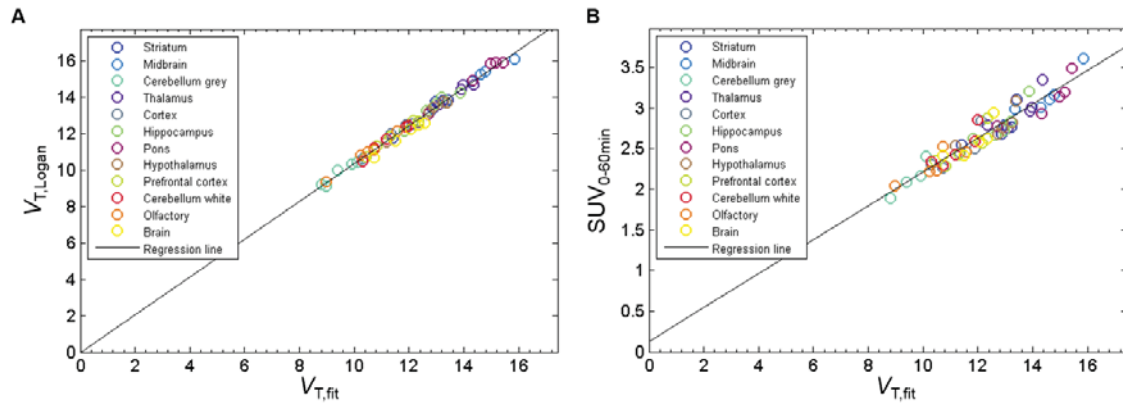 A
V_T,Logan
16
14
12
10
8
6
4
2
0
Striatum
Midbrain
Cerebellum grey
Thalamus
Cortex
Hippocampus
Pons
Hypothalamus
Prefrontal cortex
Cerebellum white
Olfactory
Brain
Regression line
0 2 4 6 8 10 12 14 16
V_T,fit
B
SUV_0-60min
3.5
3
2.5
2
1.5
1
0.5
0
Striatum
Midbrain
Cerebellum grey
Thalamus
Cortex
Hippocampus
Pons
Hypothalamus
Prefrontal cortex
Cerebellum white
Olfactory
Brain
Regression line
0 2 4 6 8 10 12 14 16
V_T,fit